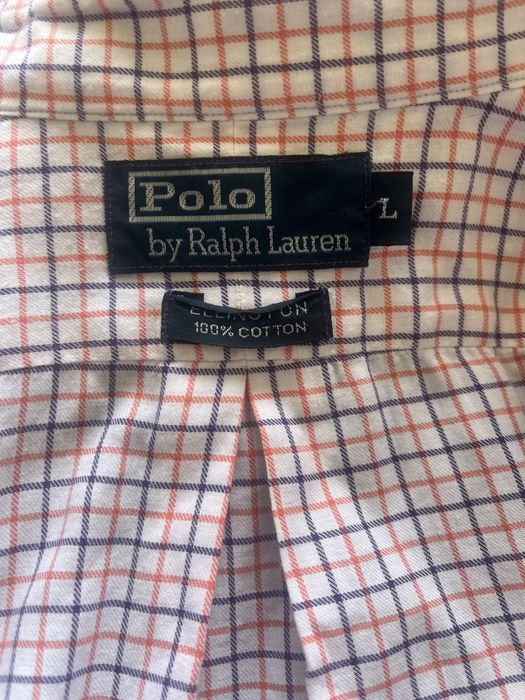 Polo
by Ralph Lauren
L
ELLINGTON
100% COTTON